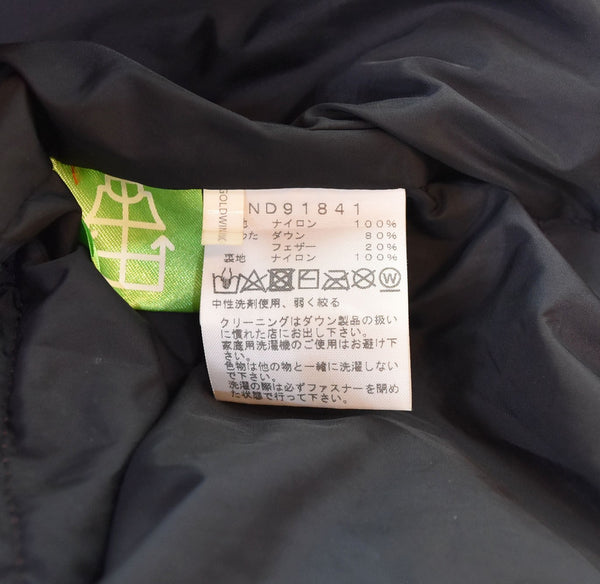 GOLDWIN
ND91841
地 ナイロン 100%
わた ダウン 80%
フェザー 20%
裏地 ナイロン 100%
W
中性洗剤使用、弱く絞る
クリーニングはダウン製品の扱い
に慣れた店にお出し下さい。
家庭用洗濯機のご使用はお避け下
さい。
色物は他の物と一緒に洗濯しない
で下さい。
洗濯の際は必ずファスナーを閉めた
状態で行って下さい。